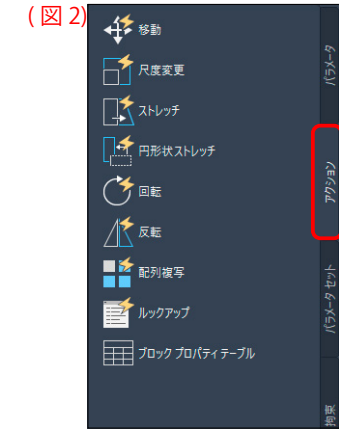 (図2)
移動
尺度変更
ストレッチ
円形状ストレッチ
回転
反転
配列複写
ルックアップ
ブロック プロパティ テーブル
パラメータ
アクション
パラメータ セット
拘束